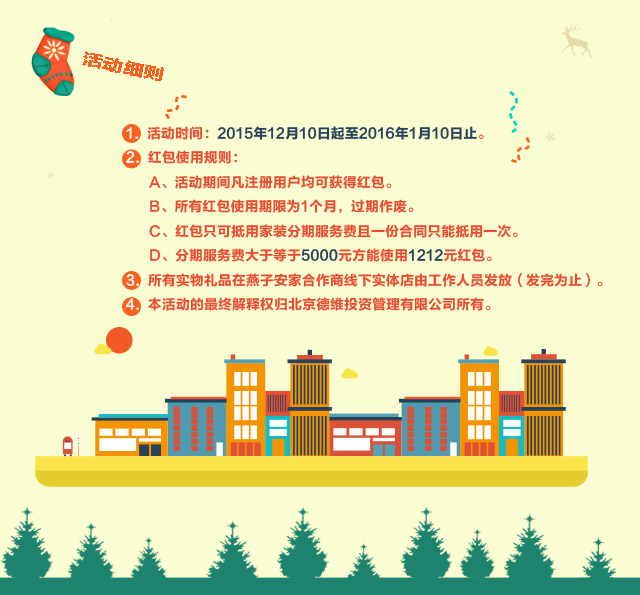 活动细则
1. 活动时间：2015年12月10日起至2016年1月10日止。
2. 红包使用规则：
A、活动期间凡注册用户均可获得红包。
B、所有红包使用期限为1个月，过期作废。
C、红包只可抵用家装分期服务费且一份合同只能抵用一次。
D、分期服务费大于等于5000元方能使用1212元红包。
3. 所有实物礼品在燕子安家合作商线下实体店由工作人员发放（发完为止）。
4. 本活动的最终解释权归北京德维投资管理有限公司所有。